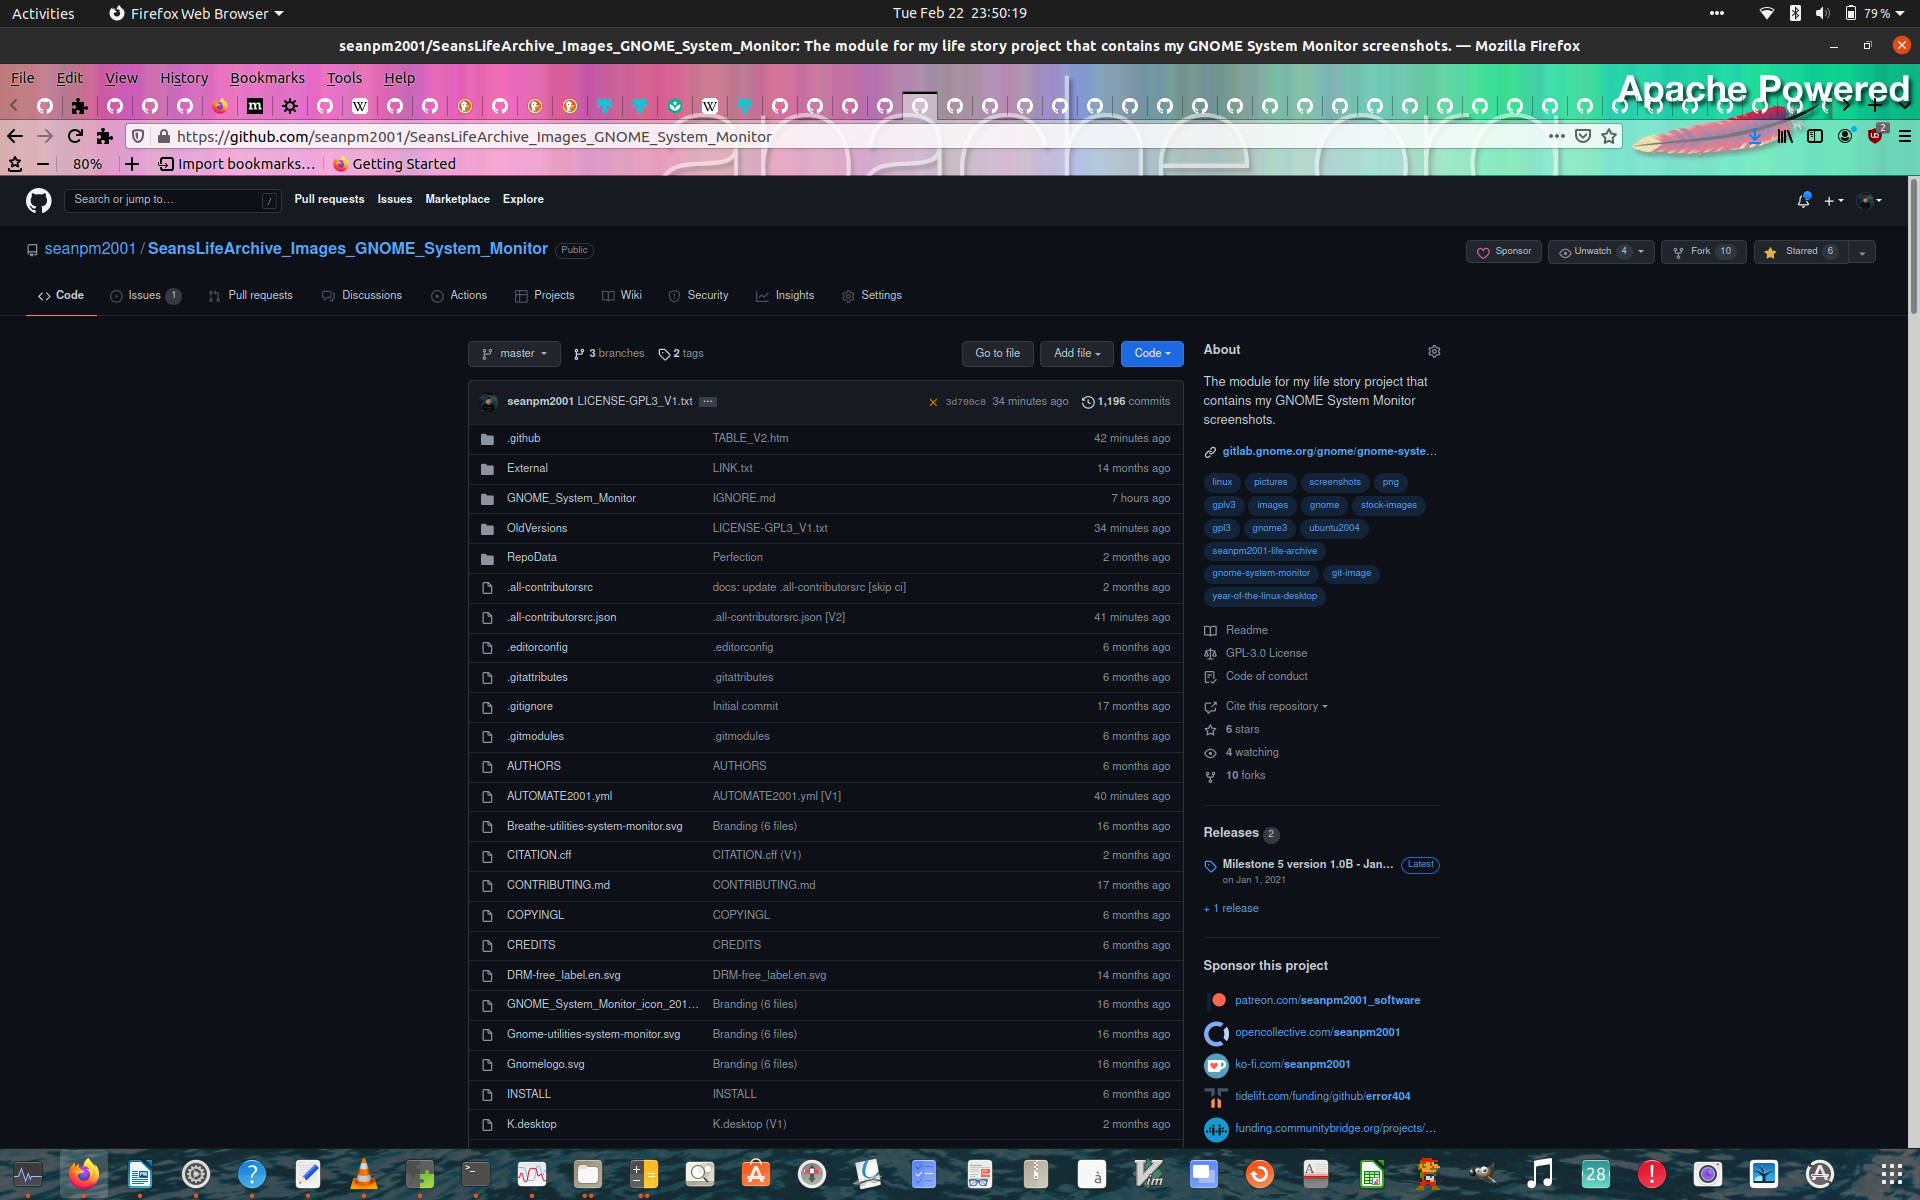 Activities
Firefox Web Browser
Tue Feb 22  23:50:19
79 %
seanpm2001/SeansLifeArchive_Images_GNOME_System_Monitor: The module for my life story project that contains my GNOME System Monitor screenshots. — Mozilla Firefox
File Edit View History Bookmarks Tools Help
Apache Powered
https://github.com/seanpm2001/SeansLifeArchive_Images_GNOME_System_Monitor
2
80%
Import bookmarks...
Getting Started
Search or jump to...
/
Pull requests Issues Marketplace Explore
seanpm2001 / SeansLifeArchive_Images_GNOME_System_Monitor Public
Sponsor
Unwatch 4
Fork 10
Starred 6
Code
Issues 1
Pull requests
Discussions
Actions
Projects
Wiki
Security
Insights
Settings
master
3 branches
2 tags
Go to file
Add file
Code
seanpm2001 LICENSE-GPL3_V1.txt ... 3d700c8 34 minutes ago 1,196 commits
.github TABLE_V2.htm 42 minutes ago
External LINK.txt 14 months ago
GNOME_System_Monitor IGNORE.md 7 hours ago
OldVersions LICENSE-GPL3_V1.txt 34 minutes ago
RepoData Perfection 2 months ago
.all-contributorsrc docs: update .all-contributorsrc [skip ci] 2 months ago
.all-contributorsrc.json .all-contributorsrc.json [V2] 41 minutes ago
.editorconfig .editorconfig 6 months ago
.gitattributes .gitattributes 6 months ago
.gitignore Initial commit 17 months ago
.gitmodules .gitmodules 6 months ago
AUTHORS AUTHORS 6 months ago
AUTOMATE2001.yml AUTOMATE2001.yml [V1] 40 minutes ago
Breathe-utilities-system-monitor.svg Branding (6 files) 16 months ago
CITATION.cff CITATION.cff (V1) 2 months ago
CONTRIBUTING.md CONTRIBUTING.md 17 months ago
COPYINGL COPYINGL 6 months ago
CREDITS CREDITS 6 months ago
DRM-free_label.en.svg DRM-free_label.en.svg 14 months ago
GNOME_System_Monitor_icon_201... Branding (6 files) 16 months ago
Gnome-utilities-system-monitor.svg Branding (6 files) 16 months ago
Gnomelogo.svg Branding (6 files) 16 months ago
INSTALL INSTALL 6 months ago
K.desktop K.desktop (V1) 2 months ago
About
The module for my life story project that
contains my GNOME System Monitor
screenshots.
gitlab.gnome.org/gnome/gnome-syste...
linux pictures screenshots png
gplv3 images gnome stock-images
gpl3 gnome3 ubuntu2004
seanpm2001-life-archive
gnome-system-monitor git-image
year-of-the-linux-desktop
Readme
GPL-3.0 License
Code of conduct
Cite this repository
6 stars
4 watching
10 forks
Releases 2
Milestone 5 version 1.0B - Jan... Latest
on Jan 1, 2021
+ 1 release
Sponsor this project
patreon.com/seanpm2001_software
opencollective.com/seanpm2001
ko-fi.com/seanpm2001
tidelift.com/funding/github/error404
funding.communitybridge.org/projects/...
28